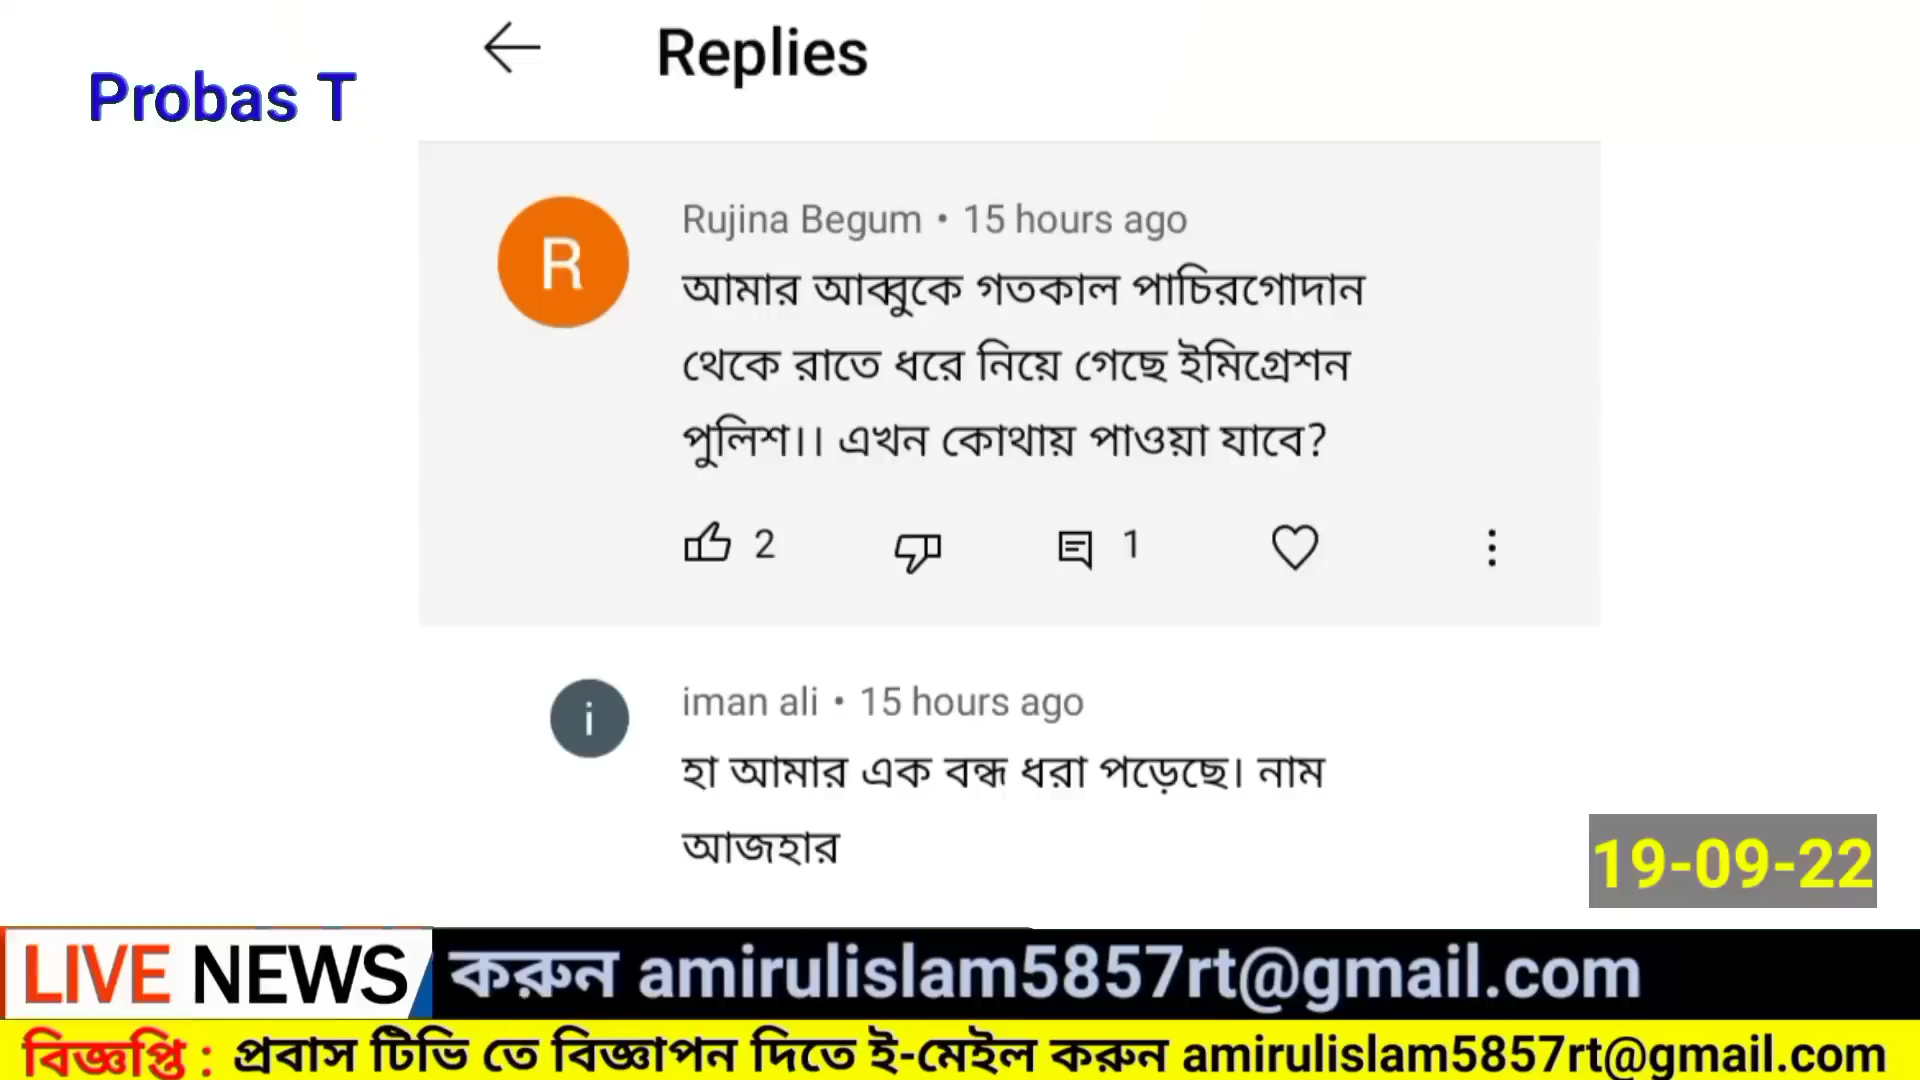 Replies
Probas T
Rujina Begum • 15 hours ago
আমার আব্বুকে গতকাল পাচিরগোদান
থেকে রাতে ধরে নিয়ে গেছে ইমিগ্রেশন
পুলিশ।। এখন কোথায় পাওয়া যাবে?
2 1
iman ali • 15 hours ago
হা আমার এক বন্ধ ধরা পড়েছে। নাম
আজহার
19-09-22
LIVE NEWS করুন amirulislam5857rt@gmail.com
বিজ্ঞপ্তি : প্রবাস টিভি তে বিজ্ঞাপন দিতে ই-মেইল করুন amirulislam5857rt@gmail.com